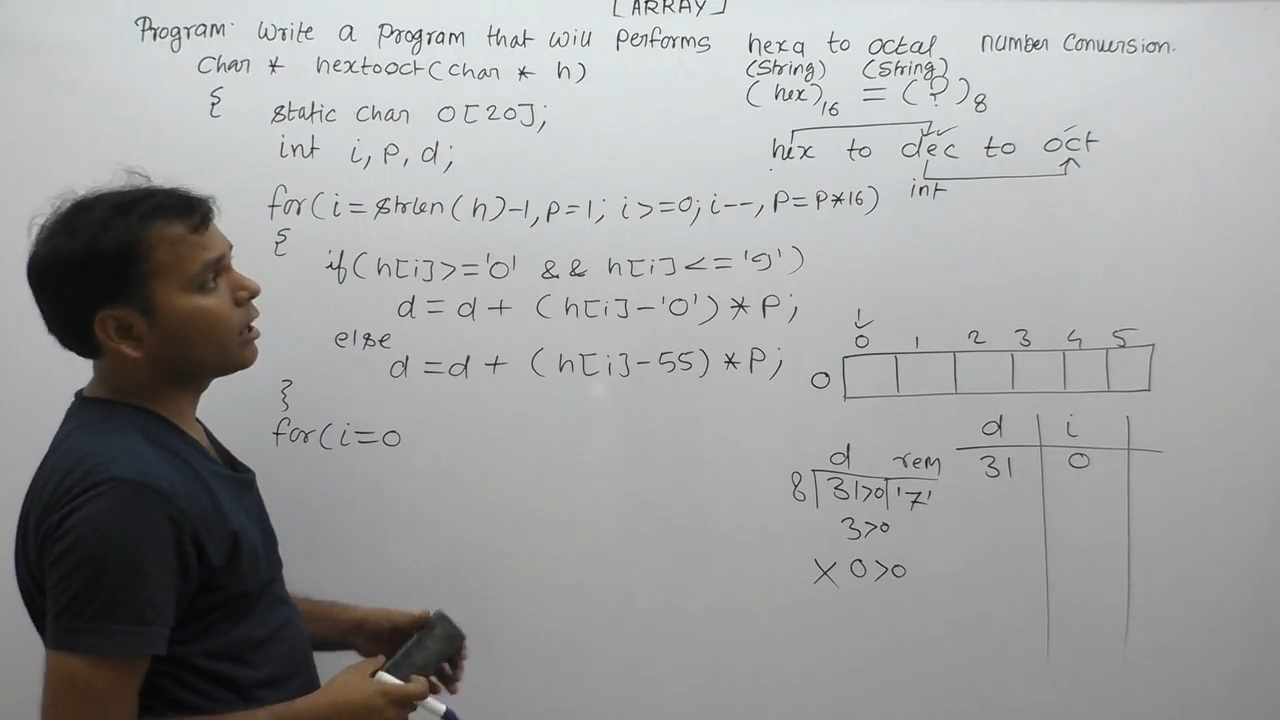 [ARRAY]
Program: Write a program that will performs hexa to octal number conversion.
(String) (String)
Char * hextooct(char * h)
(hex)16 = (?)8
{
static char O[20];
int i, p, d;
hex to dec to oct
int
for(i=strlen(h)-1, p=1; i>=0; i--, p=p*16)
{
if(h[i]>='0' && h[i]<='9')
d=d+ (h[i]-'0')*p;
else
d=d+ (h[i]-55)*p;
}
for(i=0
0 1 2 3 4 5
O
d rem
8 31>0 '7'
3>0
X 0>0
d i
31 0